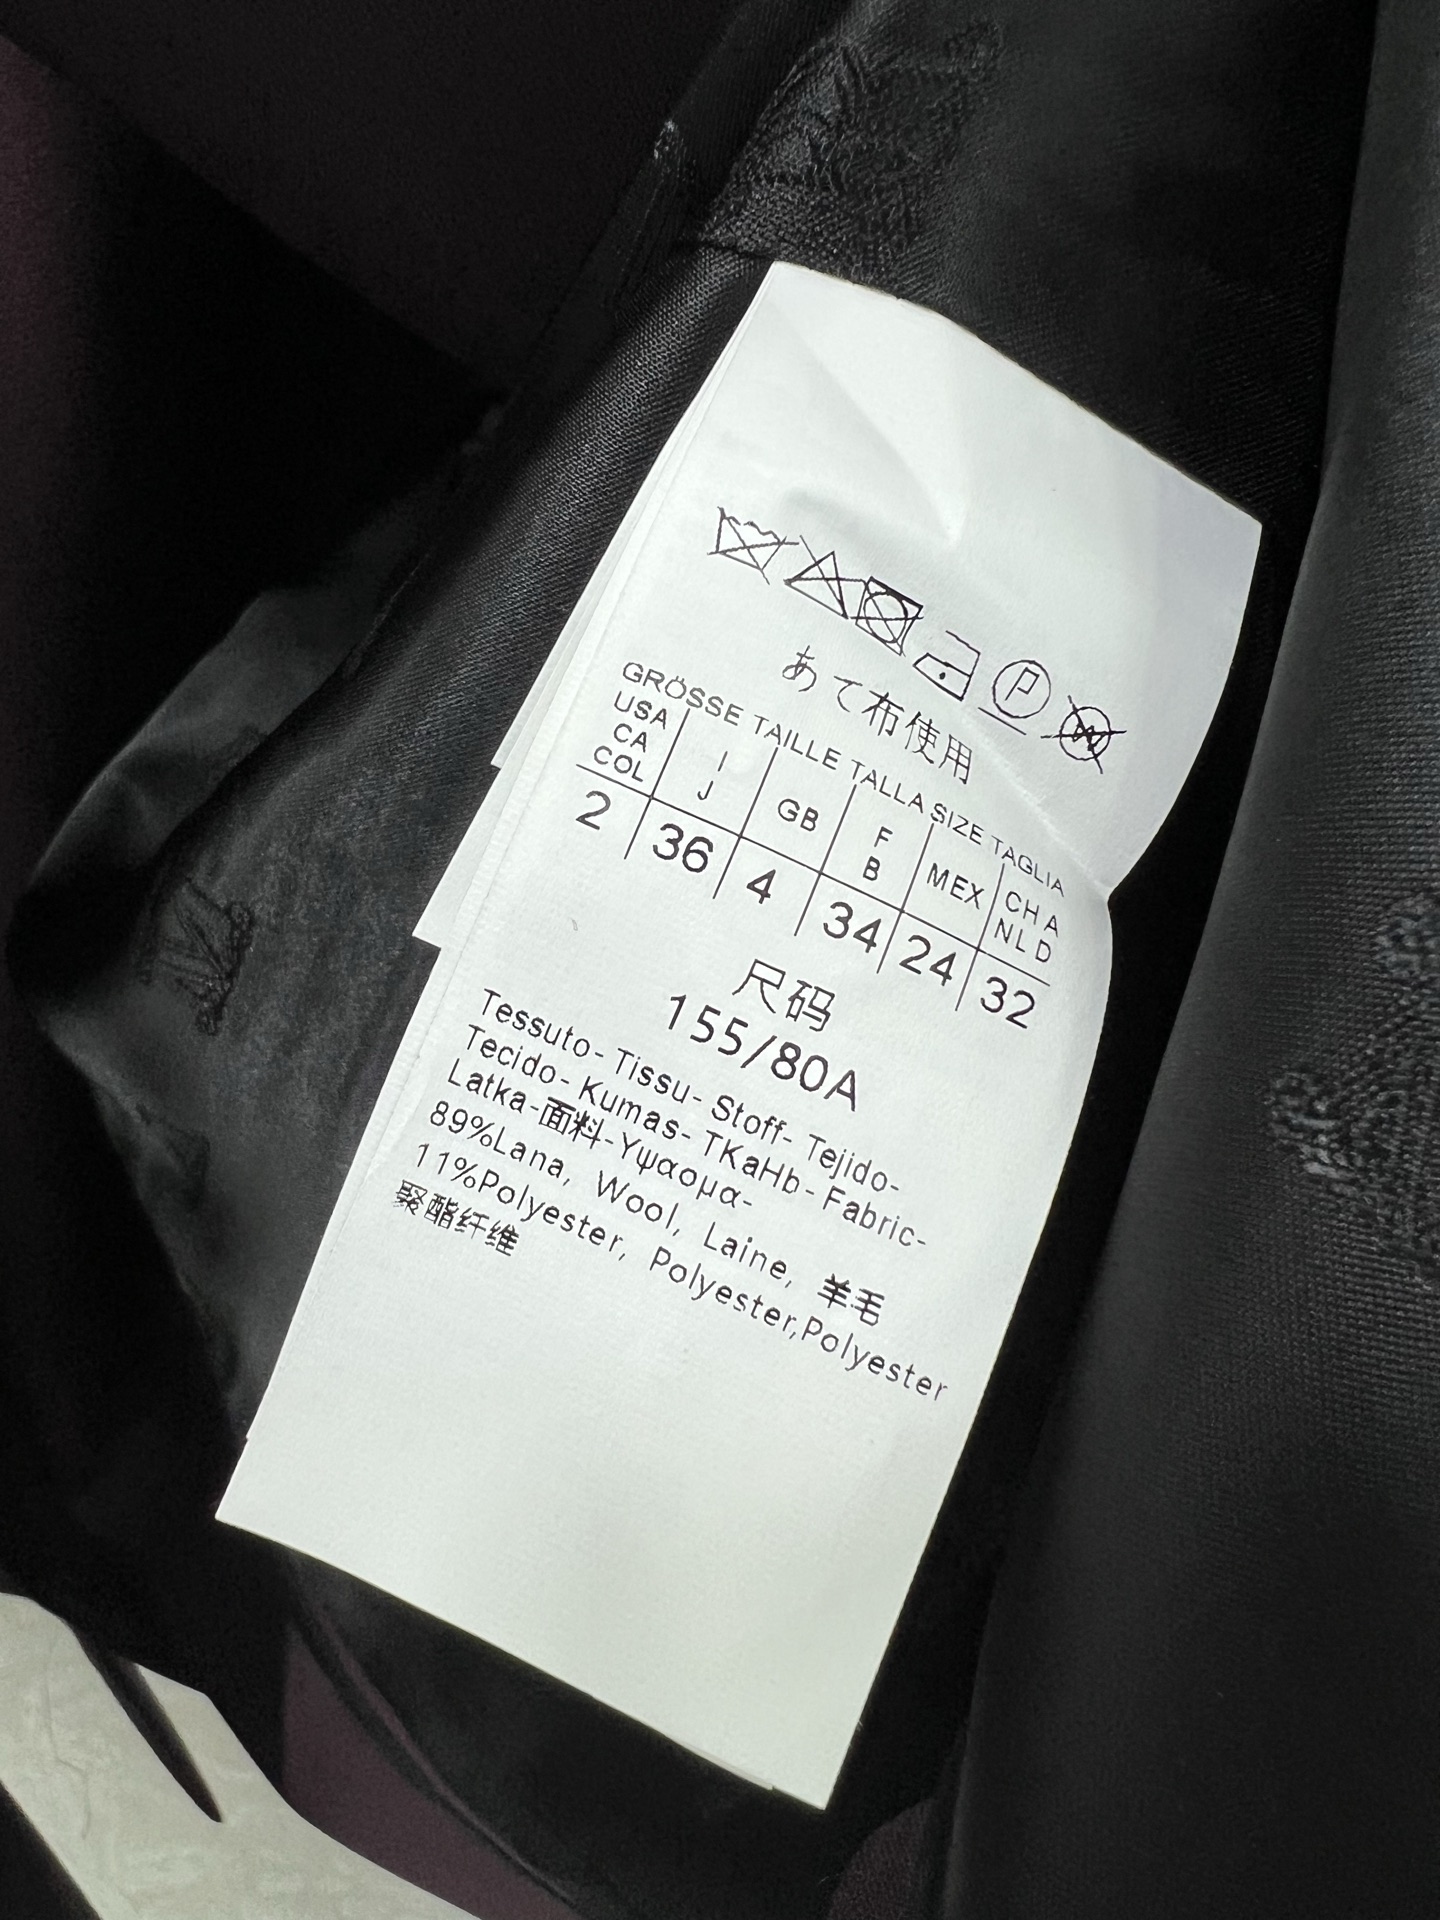 P
W
あて布使用
GRÖSSE TAILLE TALLA SIZE TAGLIA
USA CA COL I J GB F B MEX CH A NL D
2 36 4 34 24 32
尺码
155/80A
Tessuto- Tissu- Stoff- Tejido-
Tecido- Kumas- TKaHb- Fabric-
Latka-面料-Υψαομα-
89%Lana, Wool, Laine, 羊毛
11%Polyester, Polyester,Polyester
聚酯纤维